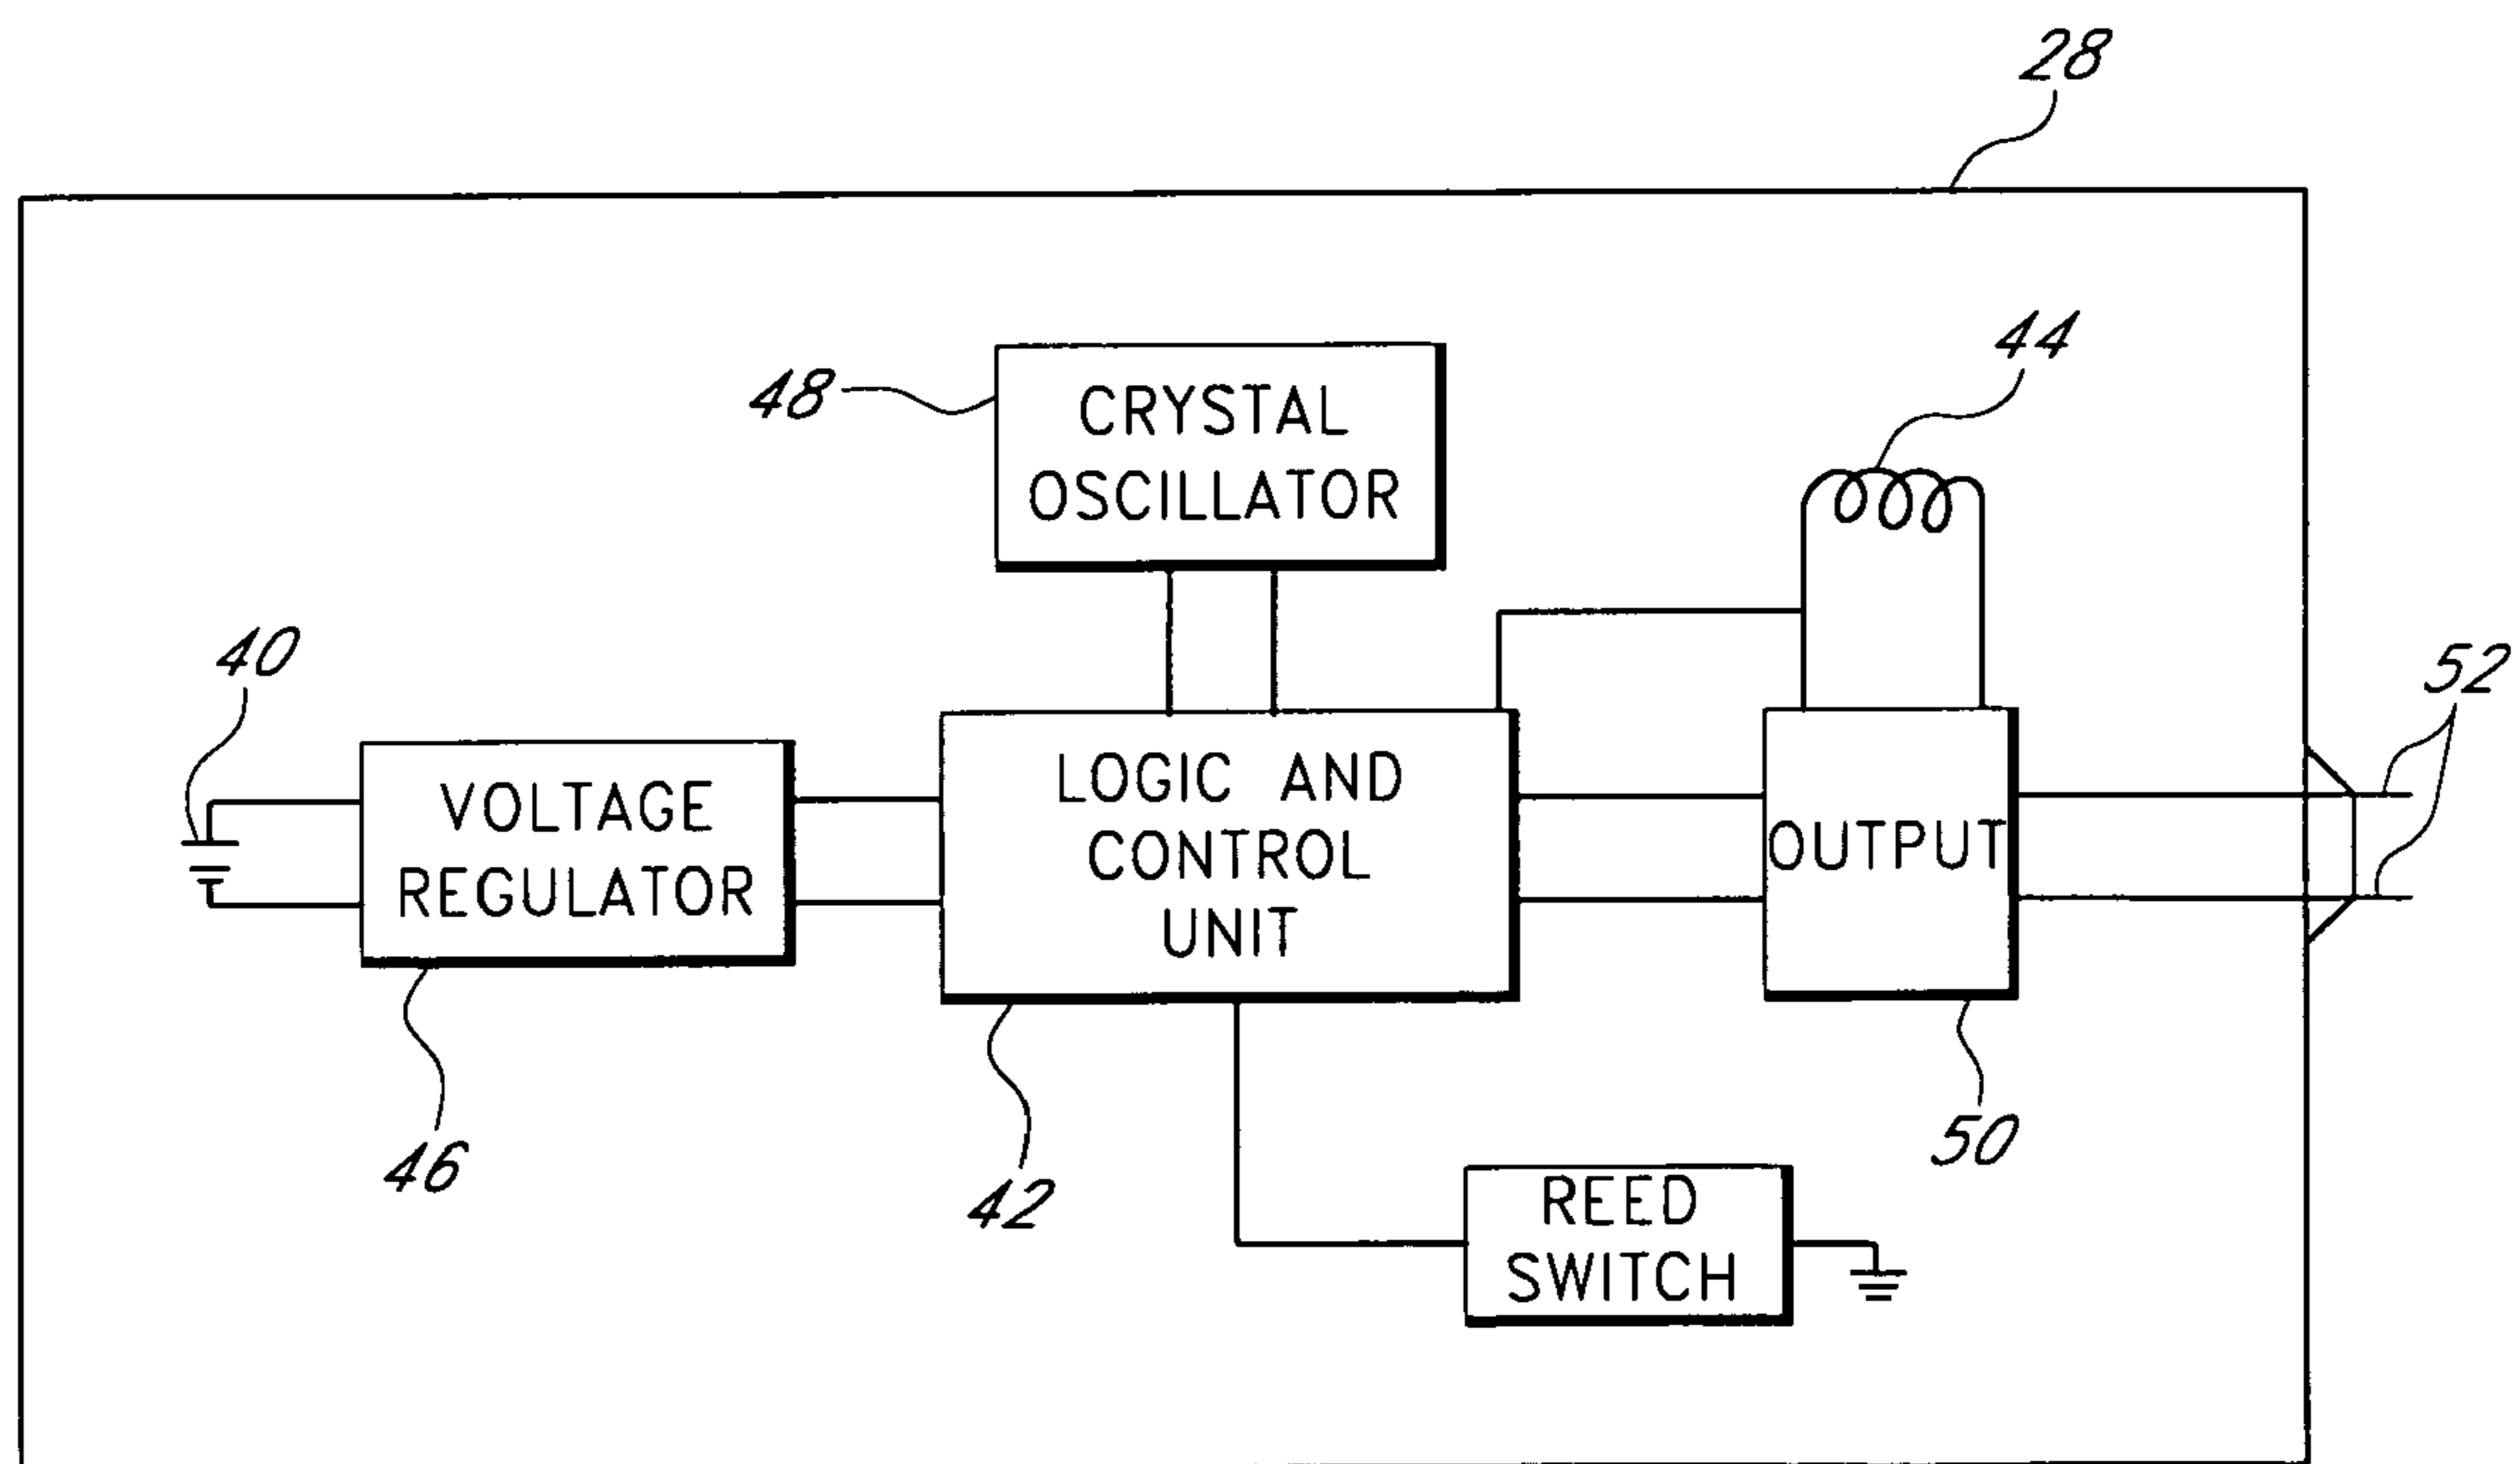 28
44
48
CRYSTAL
OSCILLATOR
40
52
VOLTAGE
REGULATOR
LOGIC AND
CONTROL
UNIT
OUTPUT
46
42
50
REED
SWITCH